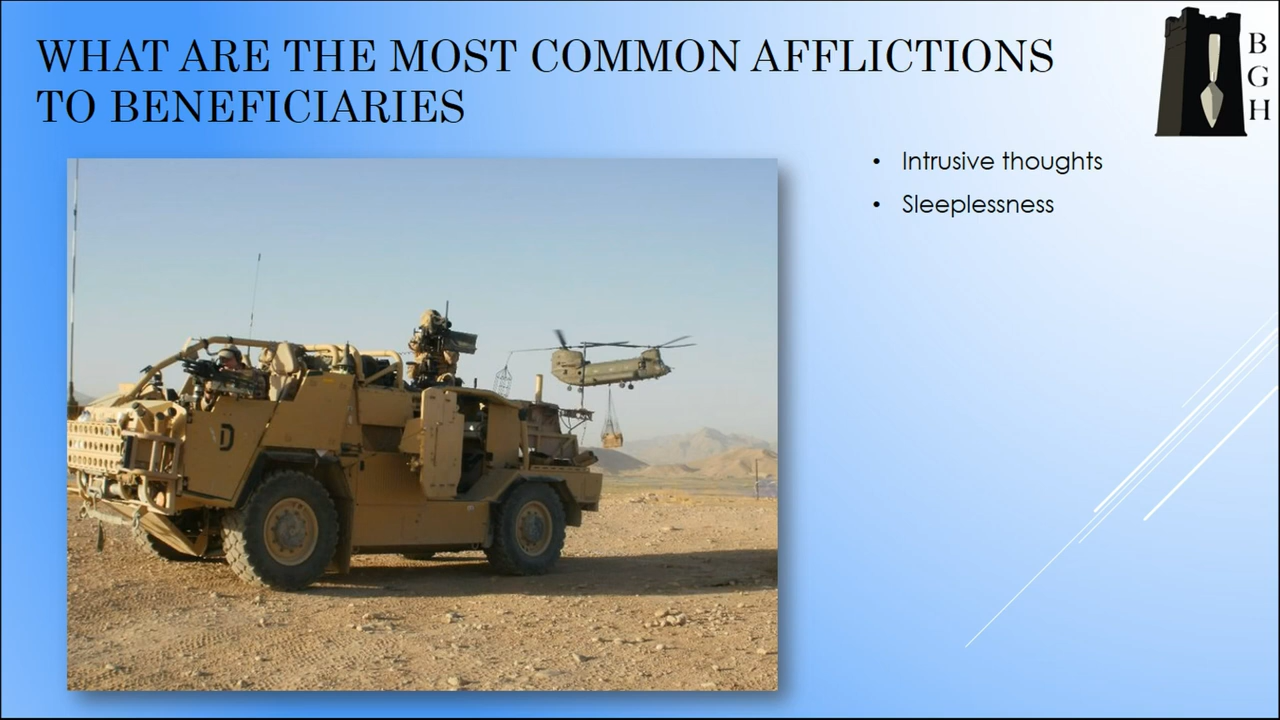 WHAT ARE THE MOST COMMON AFFLICTIONS
TO BENEFICIARIES
B
G
H
• Intrusive thoughts
• Sleeplessness
D